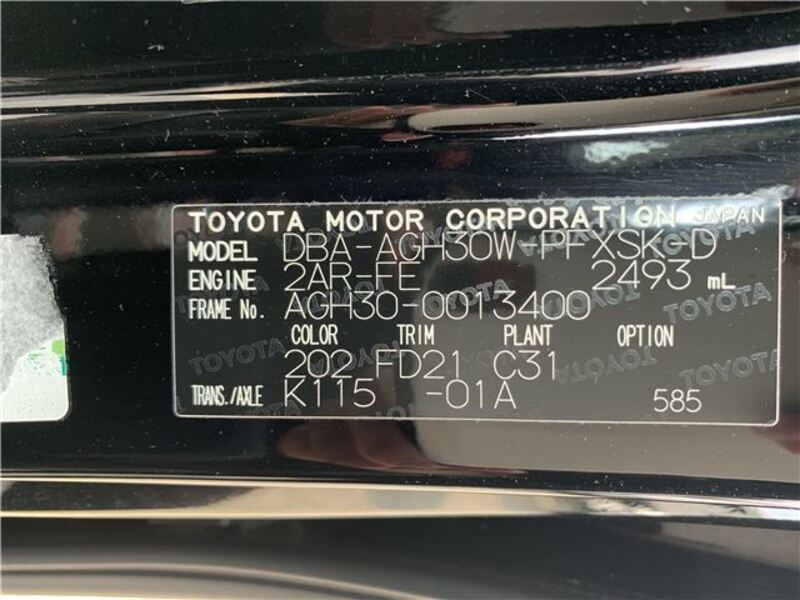 TOYOTA MOTOR CORPORATION JAPAN
MODEL DBA-AGH30W-PFXSK-D
ENGINE 2AR-FE 2493 mL
FRAME No. AGH30-0013400
COLOR TRIM PLANT OPTION
202 FD21 C31
TRANS./AXLE K115 -01A 585